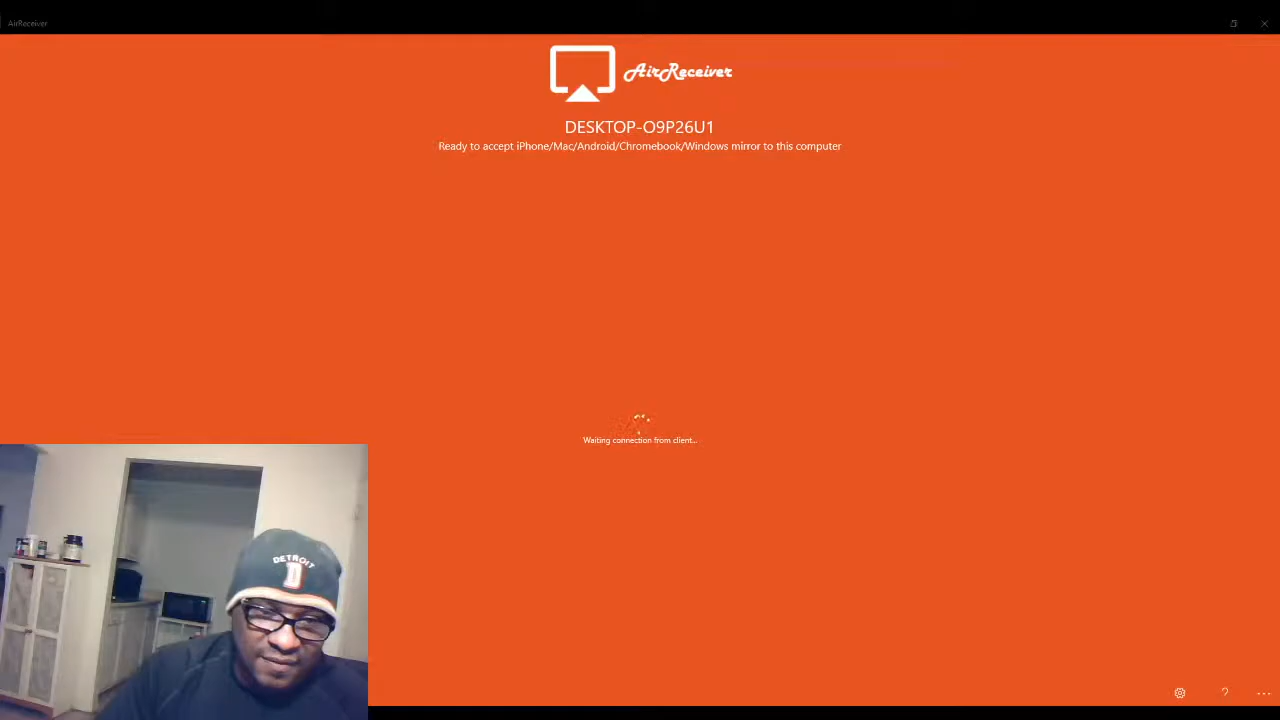 AirReceiver
AirReceiver
DESKTOP-O9P26U1
Ready to accept iPhone/Mac/Android/Chromebook/Windows mirror to this computer
Waiting connection from client...
DETROIT
D